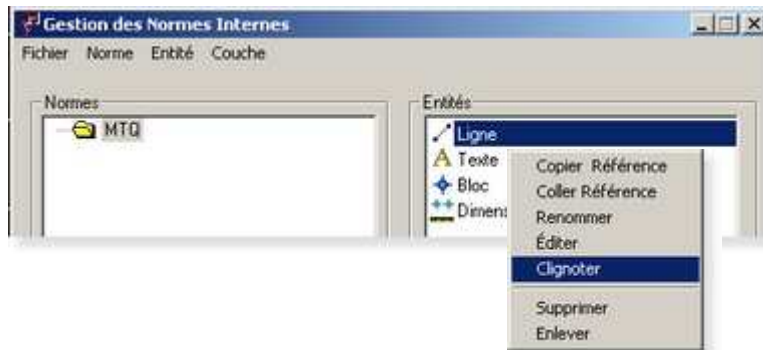 Gestion des Normes Internes
Fichier Norme Entité Couche
Normes
MTQ
Entités
Ligne
Texte
Bloc
Dimens
Copier Référence
Coller Référence
Renommer
Éditer
Clignoter
Supprimer
Enlever